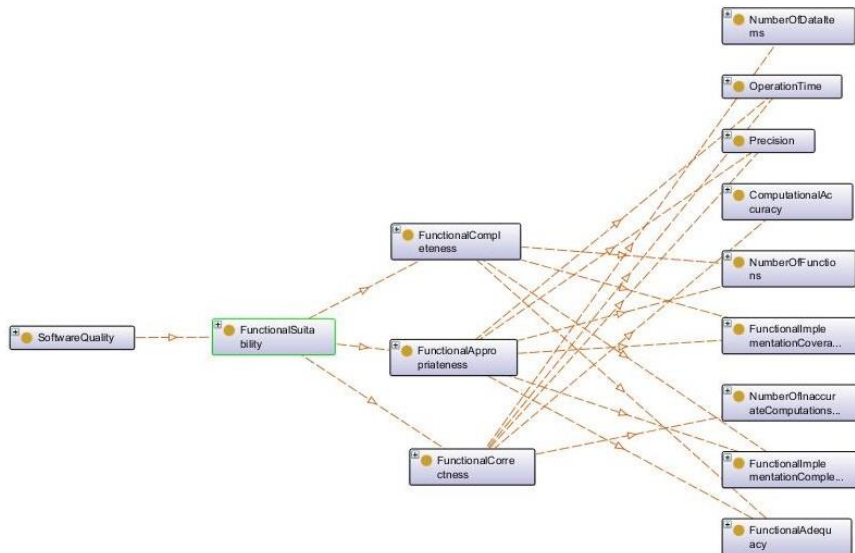 NumberOfDataIte
ms
OperationTime
Precision
ComputationalAc
curacy
FunctionalCompl
eteness
NumberOfFunctio
ns
SoftwareQuality
FunctionalSuita
bility
FunctionalAppro
priateness
FunctionalImple
mentationCovera...
NumberOfInaccur
ateComputations...
FunctionalCorre
ctness
FunctionalImple
mentationComple...
FunctionalAdequ
acy